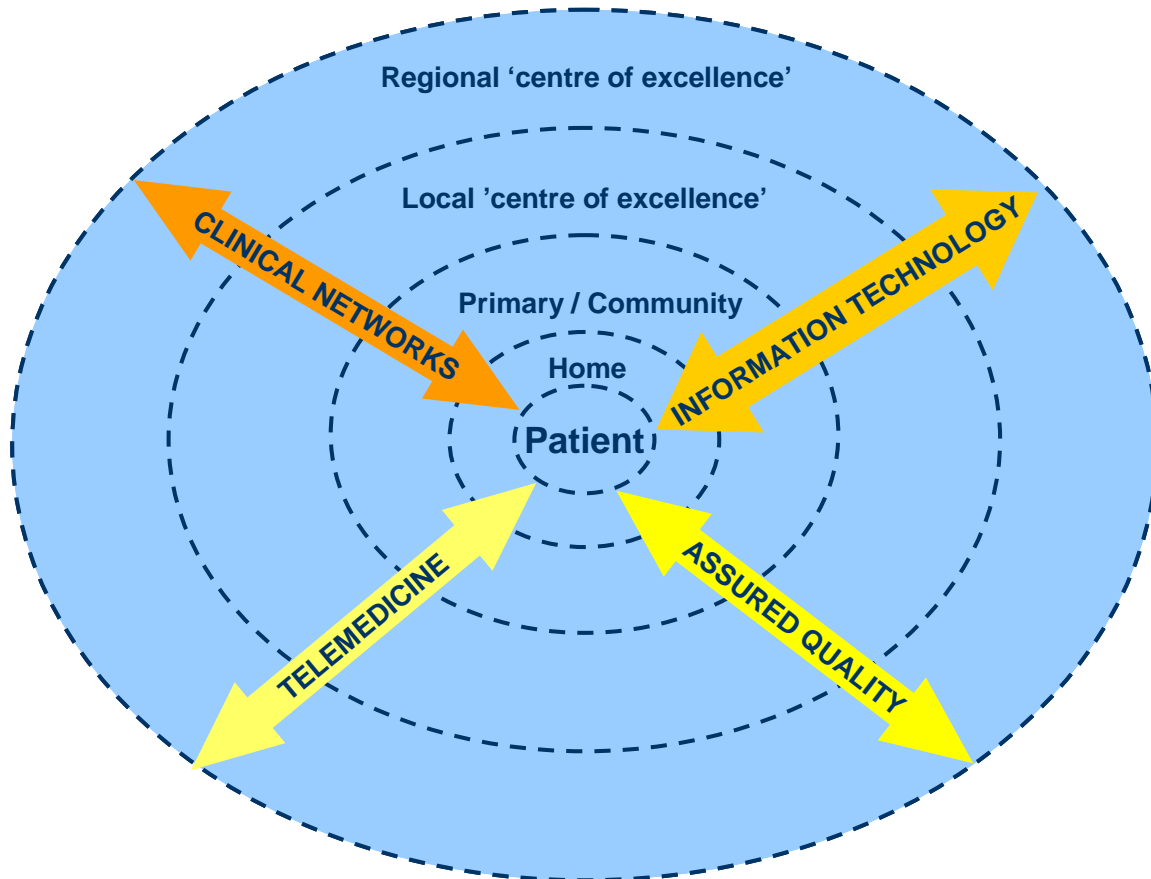 Regional ‘centre of excellence’
Local ’centre of excellence’
CLINICAL NETWORKS
INFORMATION TECHNOLOGY
Primary / Community
Home
Patient
TELEMEDICINE
ASSURED QUALITY